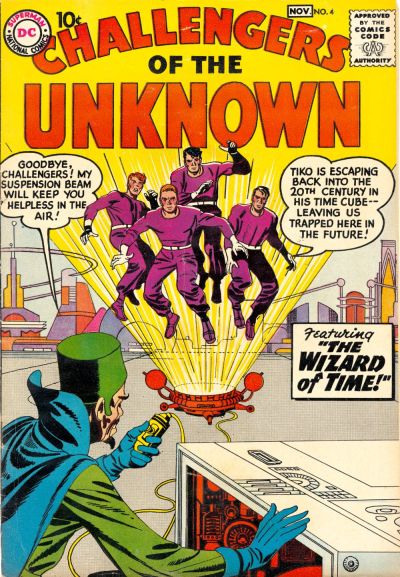 SUPERMAN
DC
NATIONAL COMICS
10¢
NOV.
NO. 4
APPROVED
BY THE
COMICS
CODE
AUTHORITY
CHALLENGERS
OF THE
UNKNOWN
GOODBYE,
CHALLENGERS! MY
SUSPENSION BEAM
WILL KEEP YOU
HELPLESS IN THE
AIR!
TIKO IS ESCAPING
BACK INTO THE
20TH CENTURY IN
HIS TIME CUBE--
LEAVING US
TRAPPED HERE IN
THE FUTURE!
Featuring
"THE
WIZARD
of TIME!"